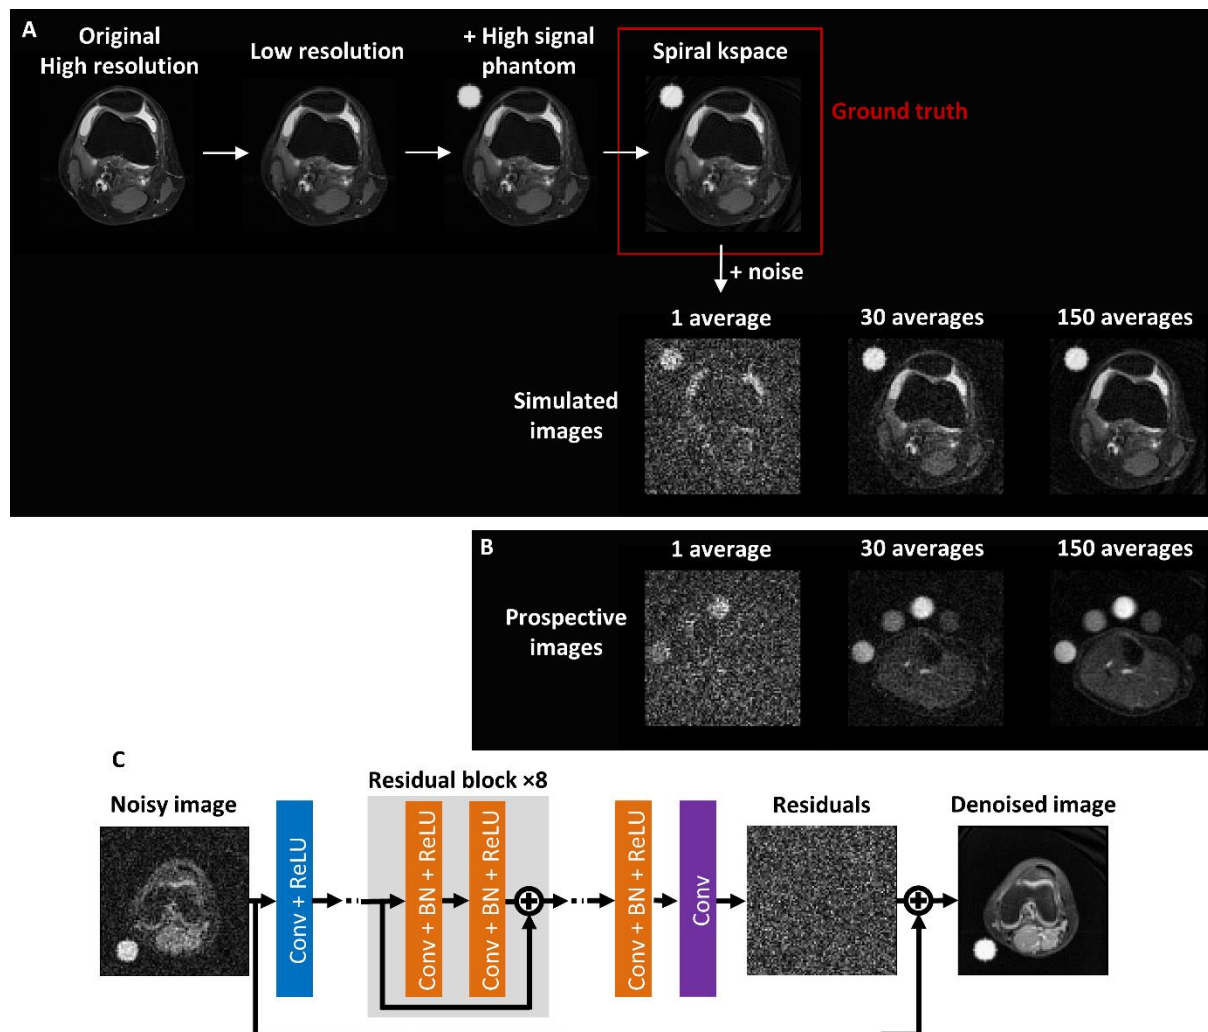 A
Original
High resolution
Low resolution
+ High signal
phantom
Spiral kspace
Ground truth
+ noise
1 average
30 averages
150 averages
Simulated
images
B
1 average
30 averages
150 averages
Prospective
images
C
Residual block ×8
Noisy image
Residuals
Denoised image
Conv + ReLU
Conv + BN + ReLU
Conv + BN + ReLU
Conv + BN + ReLU
Conv